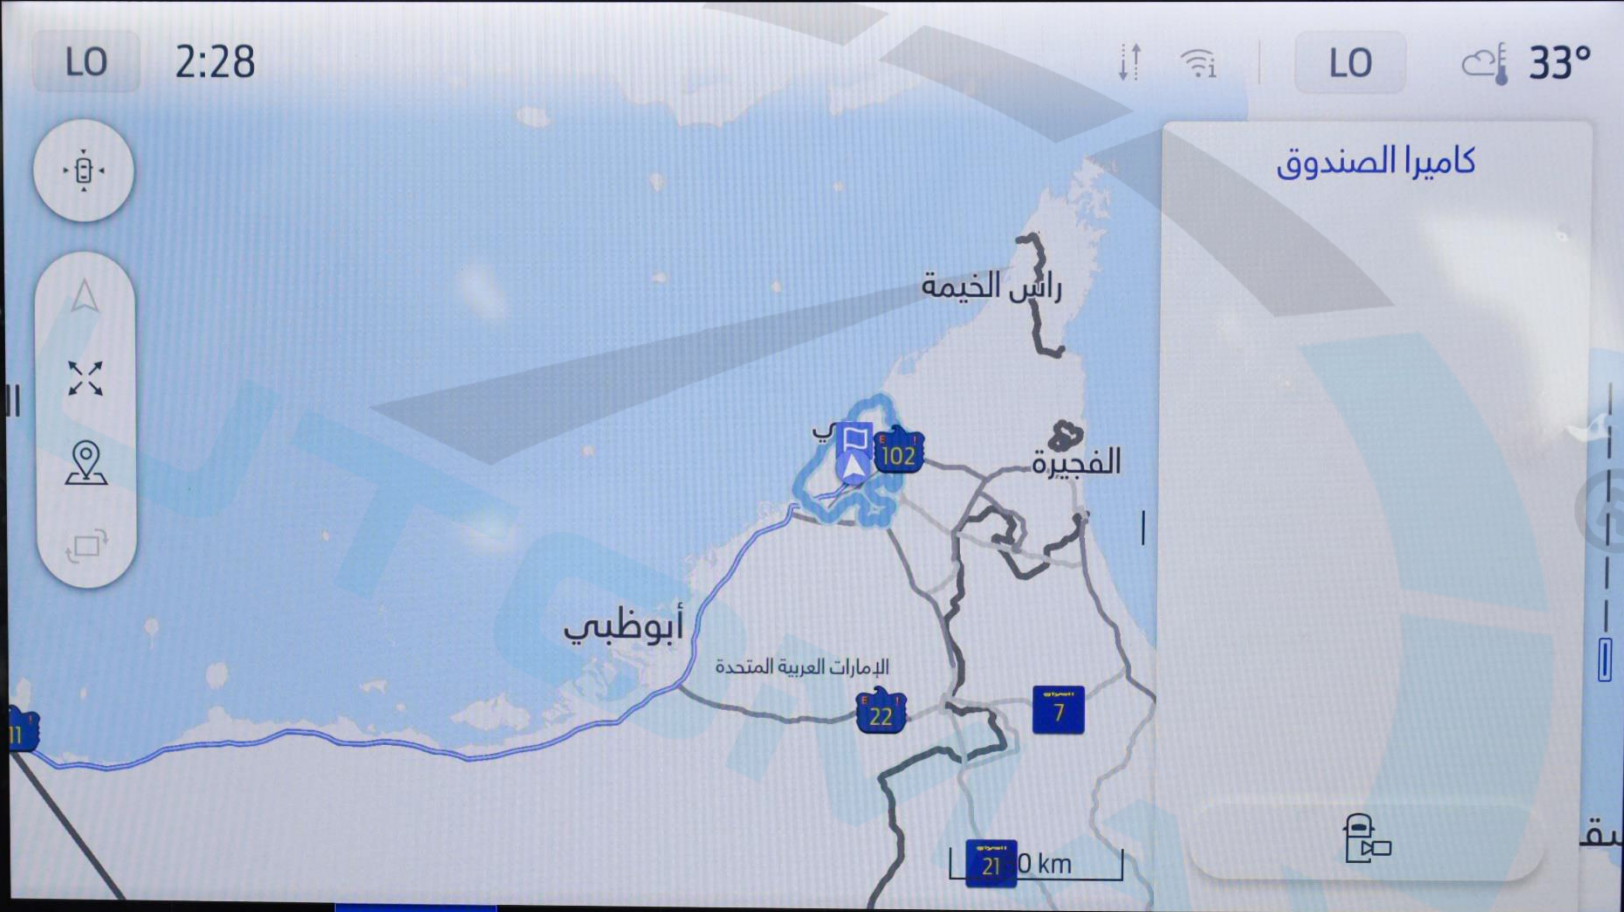 LO
2:28
LO
33°
كاميرا الصندوق
راس الخيمة
102
الفجيرة
أبوظبي
الإمارات العربية المتحدة
22
7
11
21
0 km